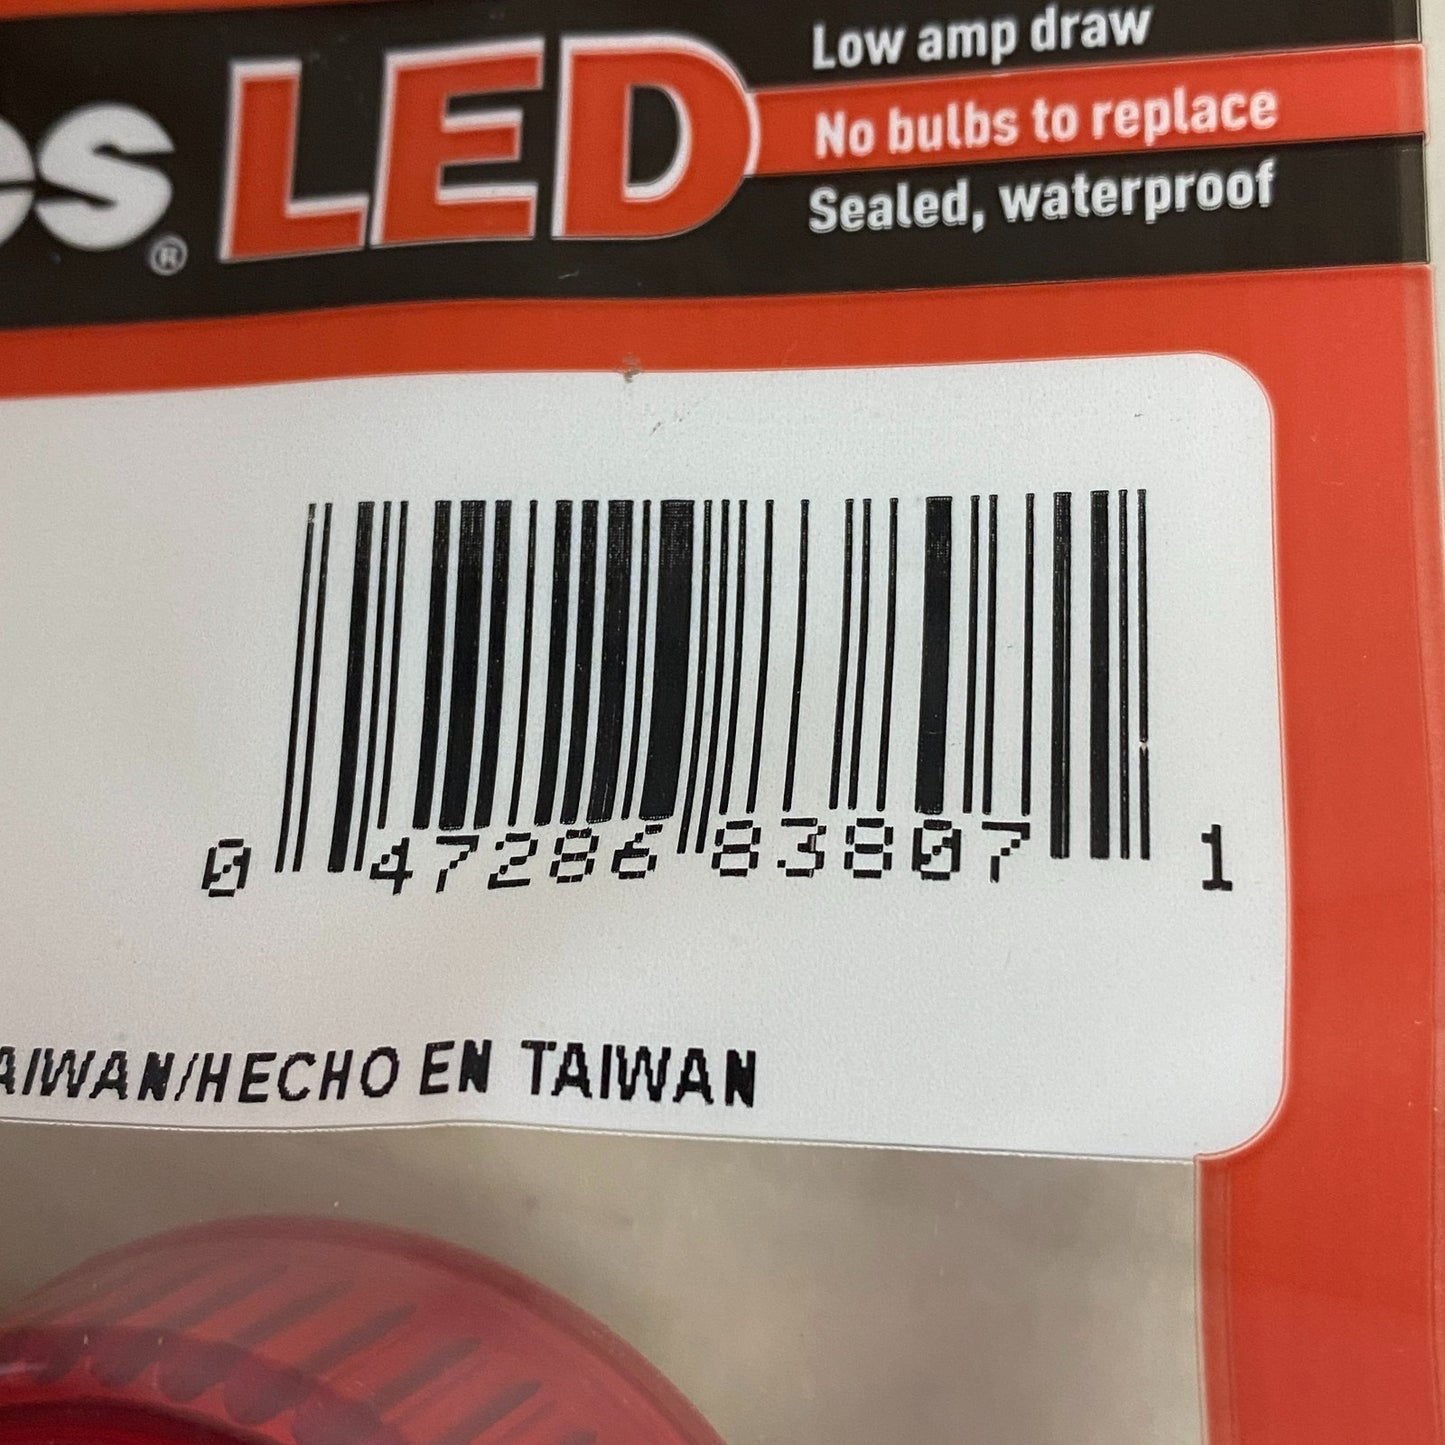 es® LED
Low amp draw
No bulbs to replace
Sealed, waterproof
0 47286 83807 1
AIWAN/HECHO EN TAIWAN